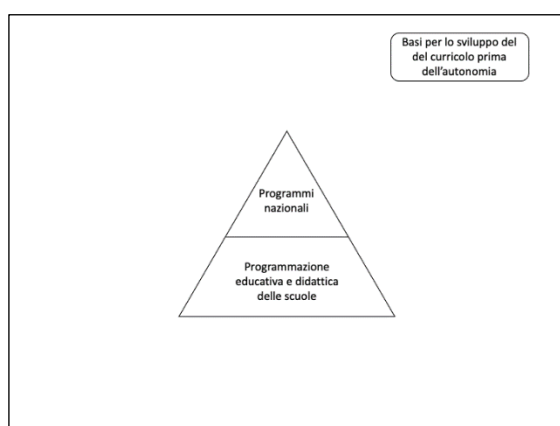 Basi per lo sviluppo del
del curricolo prima
dell'autonomia
Programmi
nazionali
Programmazione
educativa e didattica
delle scuole